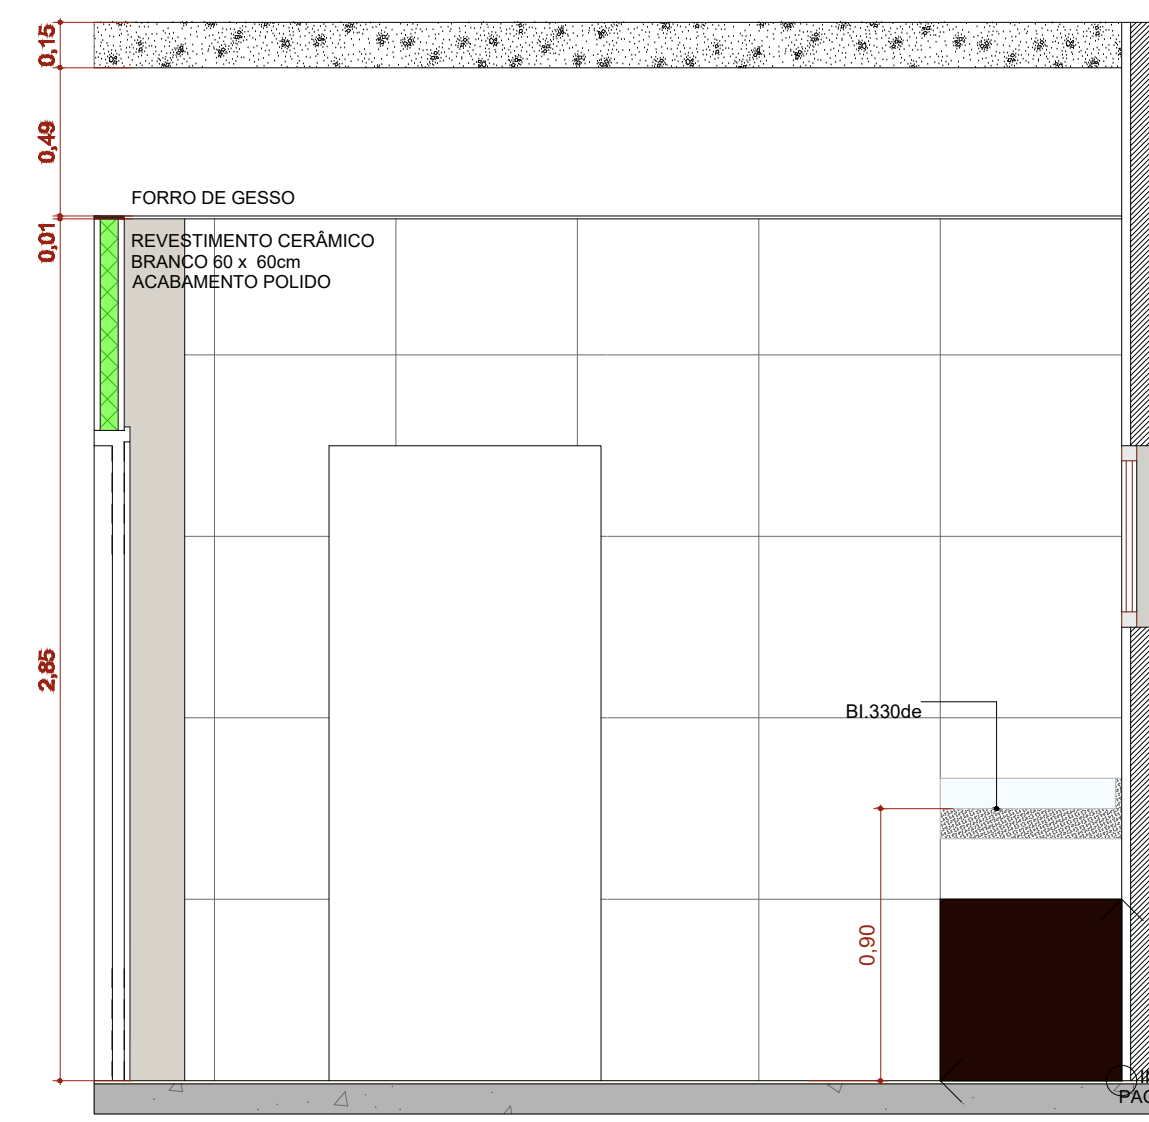 0,15
0,49
FORRO DE GESSO
0,01
REVESTIMENTO CERÂMICO
BRANCO 60 x 60cm
ACABAMENTO POLIDO
2,85
BI.330de
0,90